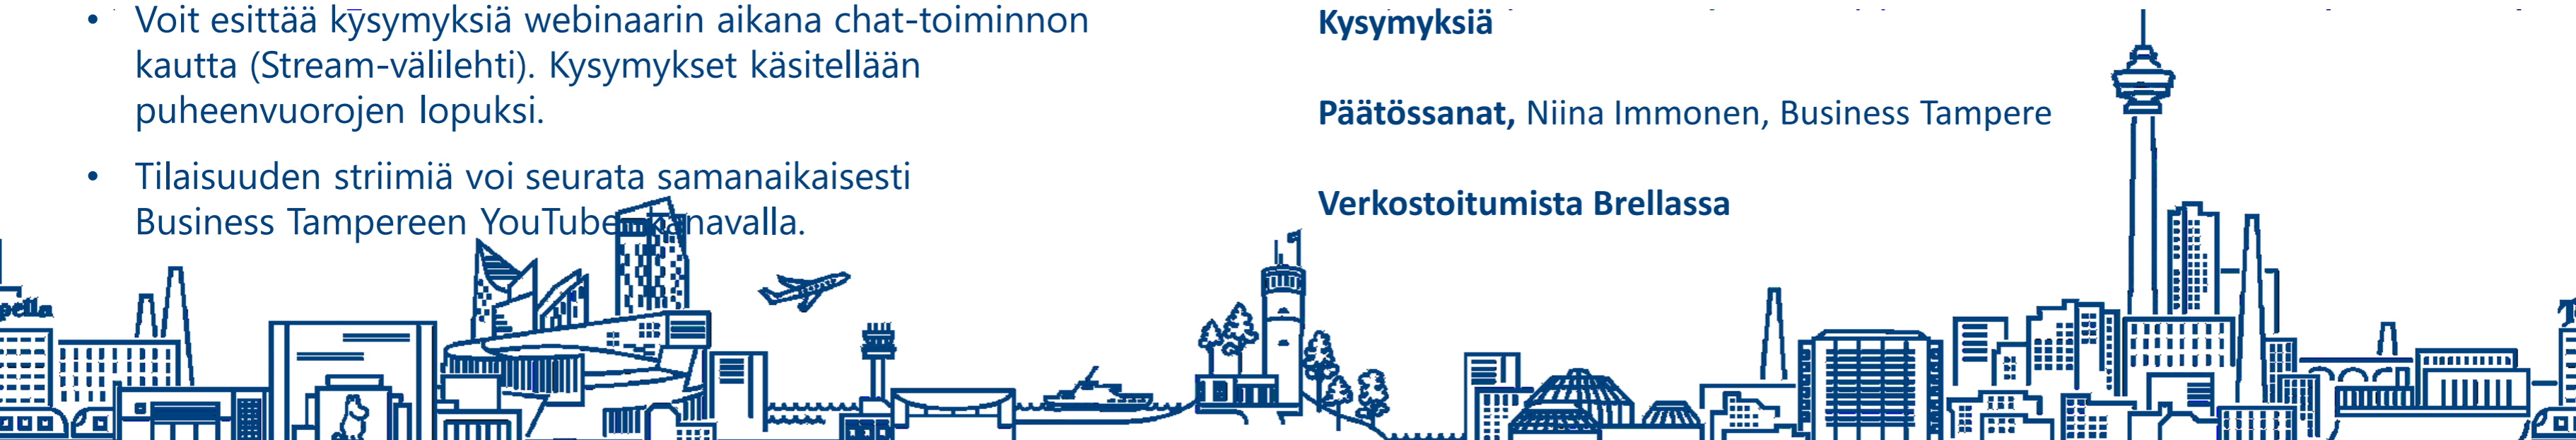 • Voit esittää kysymyksiä webinaarin aikana chat-toiminnon
kautta (Stream-välilehti). Kysymykset käsitellään
puheenvuorojen lopuksi.
• Tilaisuuden striimiä voi seurata samanaikaisesti
Business Tampereen YouTube-kanavalla.
Kysymyksiä
Päätössanat, Niina Immonen, Business Tampere
Verkostoitumista Brellassa